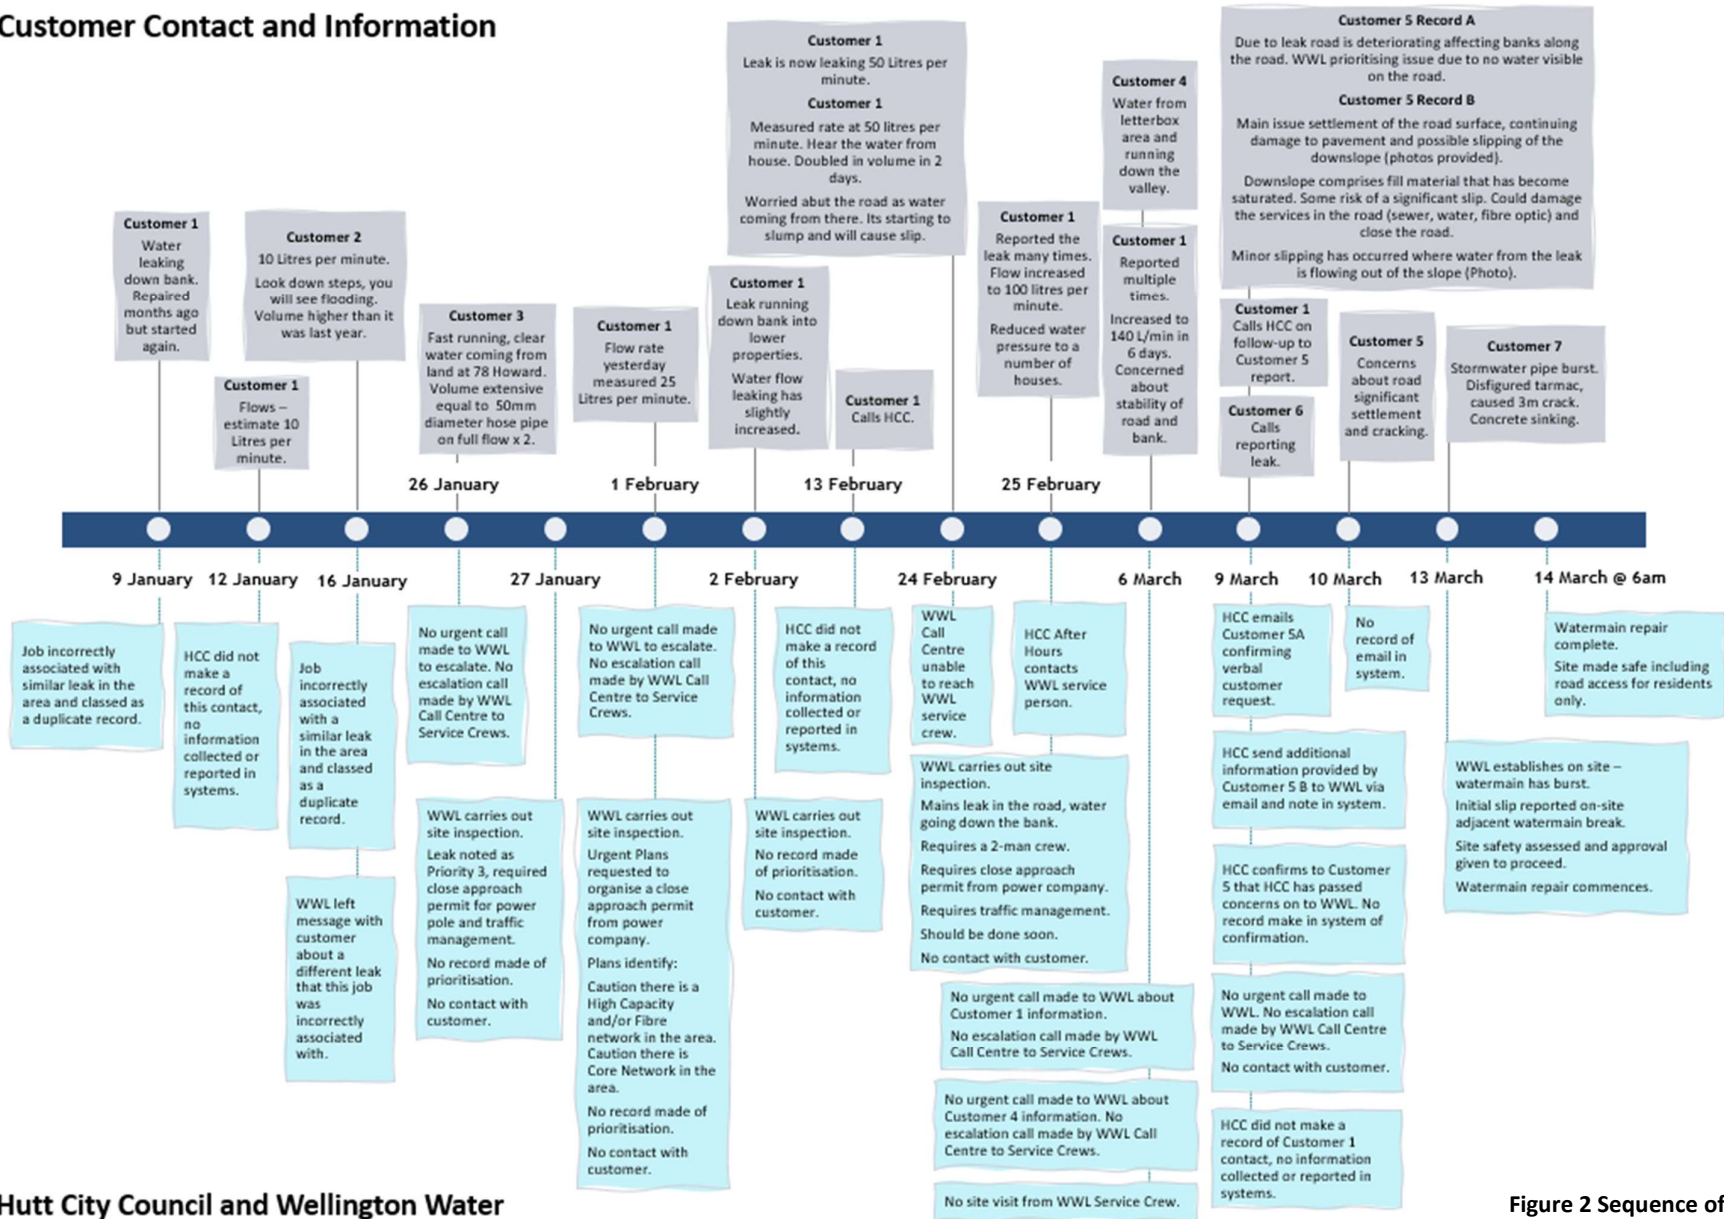 Customer Contact and Information
Customer 1
Water
leaking
down bank.
Repaired
months ago
but started
again.
Customer 1
Flows –
estimate 10
Litres per
minute.
Customer 2
10 Litres per minute.
Look down steps, you
will see flooding.
Volume higher than it
was last year.
Customer 3
Fast running, clear
water coming from
land at 78 Howard.
Volume extensive
equal to 50mm
diameter hose pipe
on full flow x 2.
Customer 1
Flow rate
yesterday
measured 25
Litres per minute.
Customer 1
Leak is now leaking 50 Litres per
minute.
Customer 1
Measured rate at 50 litres per
minute. Hear the water from
house. Doubled in volume in 2
days.
Worried abut the road as water
coming from there. Its starting to
slump and will cause slip.
Customer 1
Leak running
down bank into
lower
properties.
Water flow
leaking has
slightly
increased.
Customer 1
Calls HCC.
Customer 1
Reported the
leak many times.
Flow increased
to 100 litres per
minute.
Reduced water
pressure to a
number of
houses.
Customer 4
Water from
letterbox
area and
running
down the
valley.
Customer 1
Reported
multiple
times.
Increased to
140 L/min in
6 days.
Concerned
about
stability of
road and
bank.
Customer 5 Record A
Due to leak road is deteriorating affecting banks along
the road. WWL prioritising issue due to no water visible
on the road.
Customer 5 Record B
Main issue settlement of the road surface, continuing
damage to pavement and possible slipping of the
downslope (photos provided).
Downslope comprises fill material that has become
saturated. Some risk of a significant slip. Could damage
the services in the road (sewer, water, fibre optic) and
close the road.
Minor slipping has occurred where water from the leak
is flowing out of the slope (Photo).
Customer 1
Calls HCC on
follow-up to
Customer 5
report.
Customer 6
Calls
reporting
leak.
Customer 5
Concerns
about road
significant
settlement
and cracking.
Customer 7
Stormwater pipe burst.
Disfigured tarmac,
caused 3m crack.
Concrete sinking.
26 January
1 February
13 February
25 February
9 January
12 January
16 January
27 January
2 February
24 February
6 March
9 March
10 March
13 March
14 March @ 6am
Job incorrectly
associated with
similar leak in the
area and classed as
a duplicate record.
HCC did not
make a
record of
this contact,
no
information
collected or
reported in
systems.
Job
incorrectly
associated
with a
similar leak
in the area
and classed
as a
duplicate
record.
WWL left
message with
customer
about a
different leak
that this job
was
incorrectly
associated
with.
No urgent call
made to WWL
to escalate. No
escalation call
made by WWL
Call Centre to
Service Crews.
WWL carries out
site inspection.
Leak noted as
Priority 3, required
close approach
permit for power
pole and traffic
management.
No record made of
prioritisation.
No contact with
customer.
No urgent call made
to WWL to escalate.
No escalation call
made by WWL Call
Centre to Service
Crews.
WWL carries out
site inspection.
Urgent Plans
requested to
organise a close
approach permit
from power
company.
Plans identify:
Caution there is a
High Capacity
and/or Fibre
network in the area.
Caution there is
Core Network in the
area.
No record made of
prioritisation.
No contact with
customer.
HCC did not
make a record
of this
contact, no
information
collected or
reported in
systems.
WWL carries out
site inspection.
No record made
of prioritisation.
No contact with
customer.
WWL
Call
Centre
unable
to reach
WWL
service
crew.
HCC After
Hours
contacts
WWL service
person.
WWL carries out site
inspection.
Mains leak in the road, water
going down the bank.
Requires a 2-man crew.
Requires close approach
permit from power company.
Requires traffic management.
Should be done soon.
No contact with customer.
No urgent call made to WWL about
Customer 1 information.
No escalation call made by WWL
Call Centre to Service Crews.
No urgent call made to WWL about
Customer 4 information. No
escalation call made by WWL Call
Centre to Service Crews.
No site visit from WWL Service Crew.
HCC emails
Customer 5A
confirming
verbal
customer
request.
No
record of
email in
system.
HCC send additional
information provided by
Customer 5 B to WWL via
email and note in system.
HCC confirms to Customer
5 that HCC has passed
concerns on to WWL. No
record make in system of
confirmation.
No urgent call made to
WWL. No escalation call
made by WWL Call Centre
to Service Crews.
No contact with customer.
HCC did not make a
record of Customer 1
contact, no information
collected or reported in
systems.
Watermain repair
complete.
Site made safe including
road access for residents
only.
WWL establishes on site –
watermain has burst.
Initial slip reported on-site
adjacent watermain break.
Site safety assessed and approval
given to proceed.
Watermain repair commences.
Hutt City Council and Wellington Water
Figure 2 Sequence of